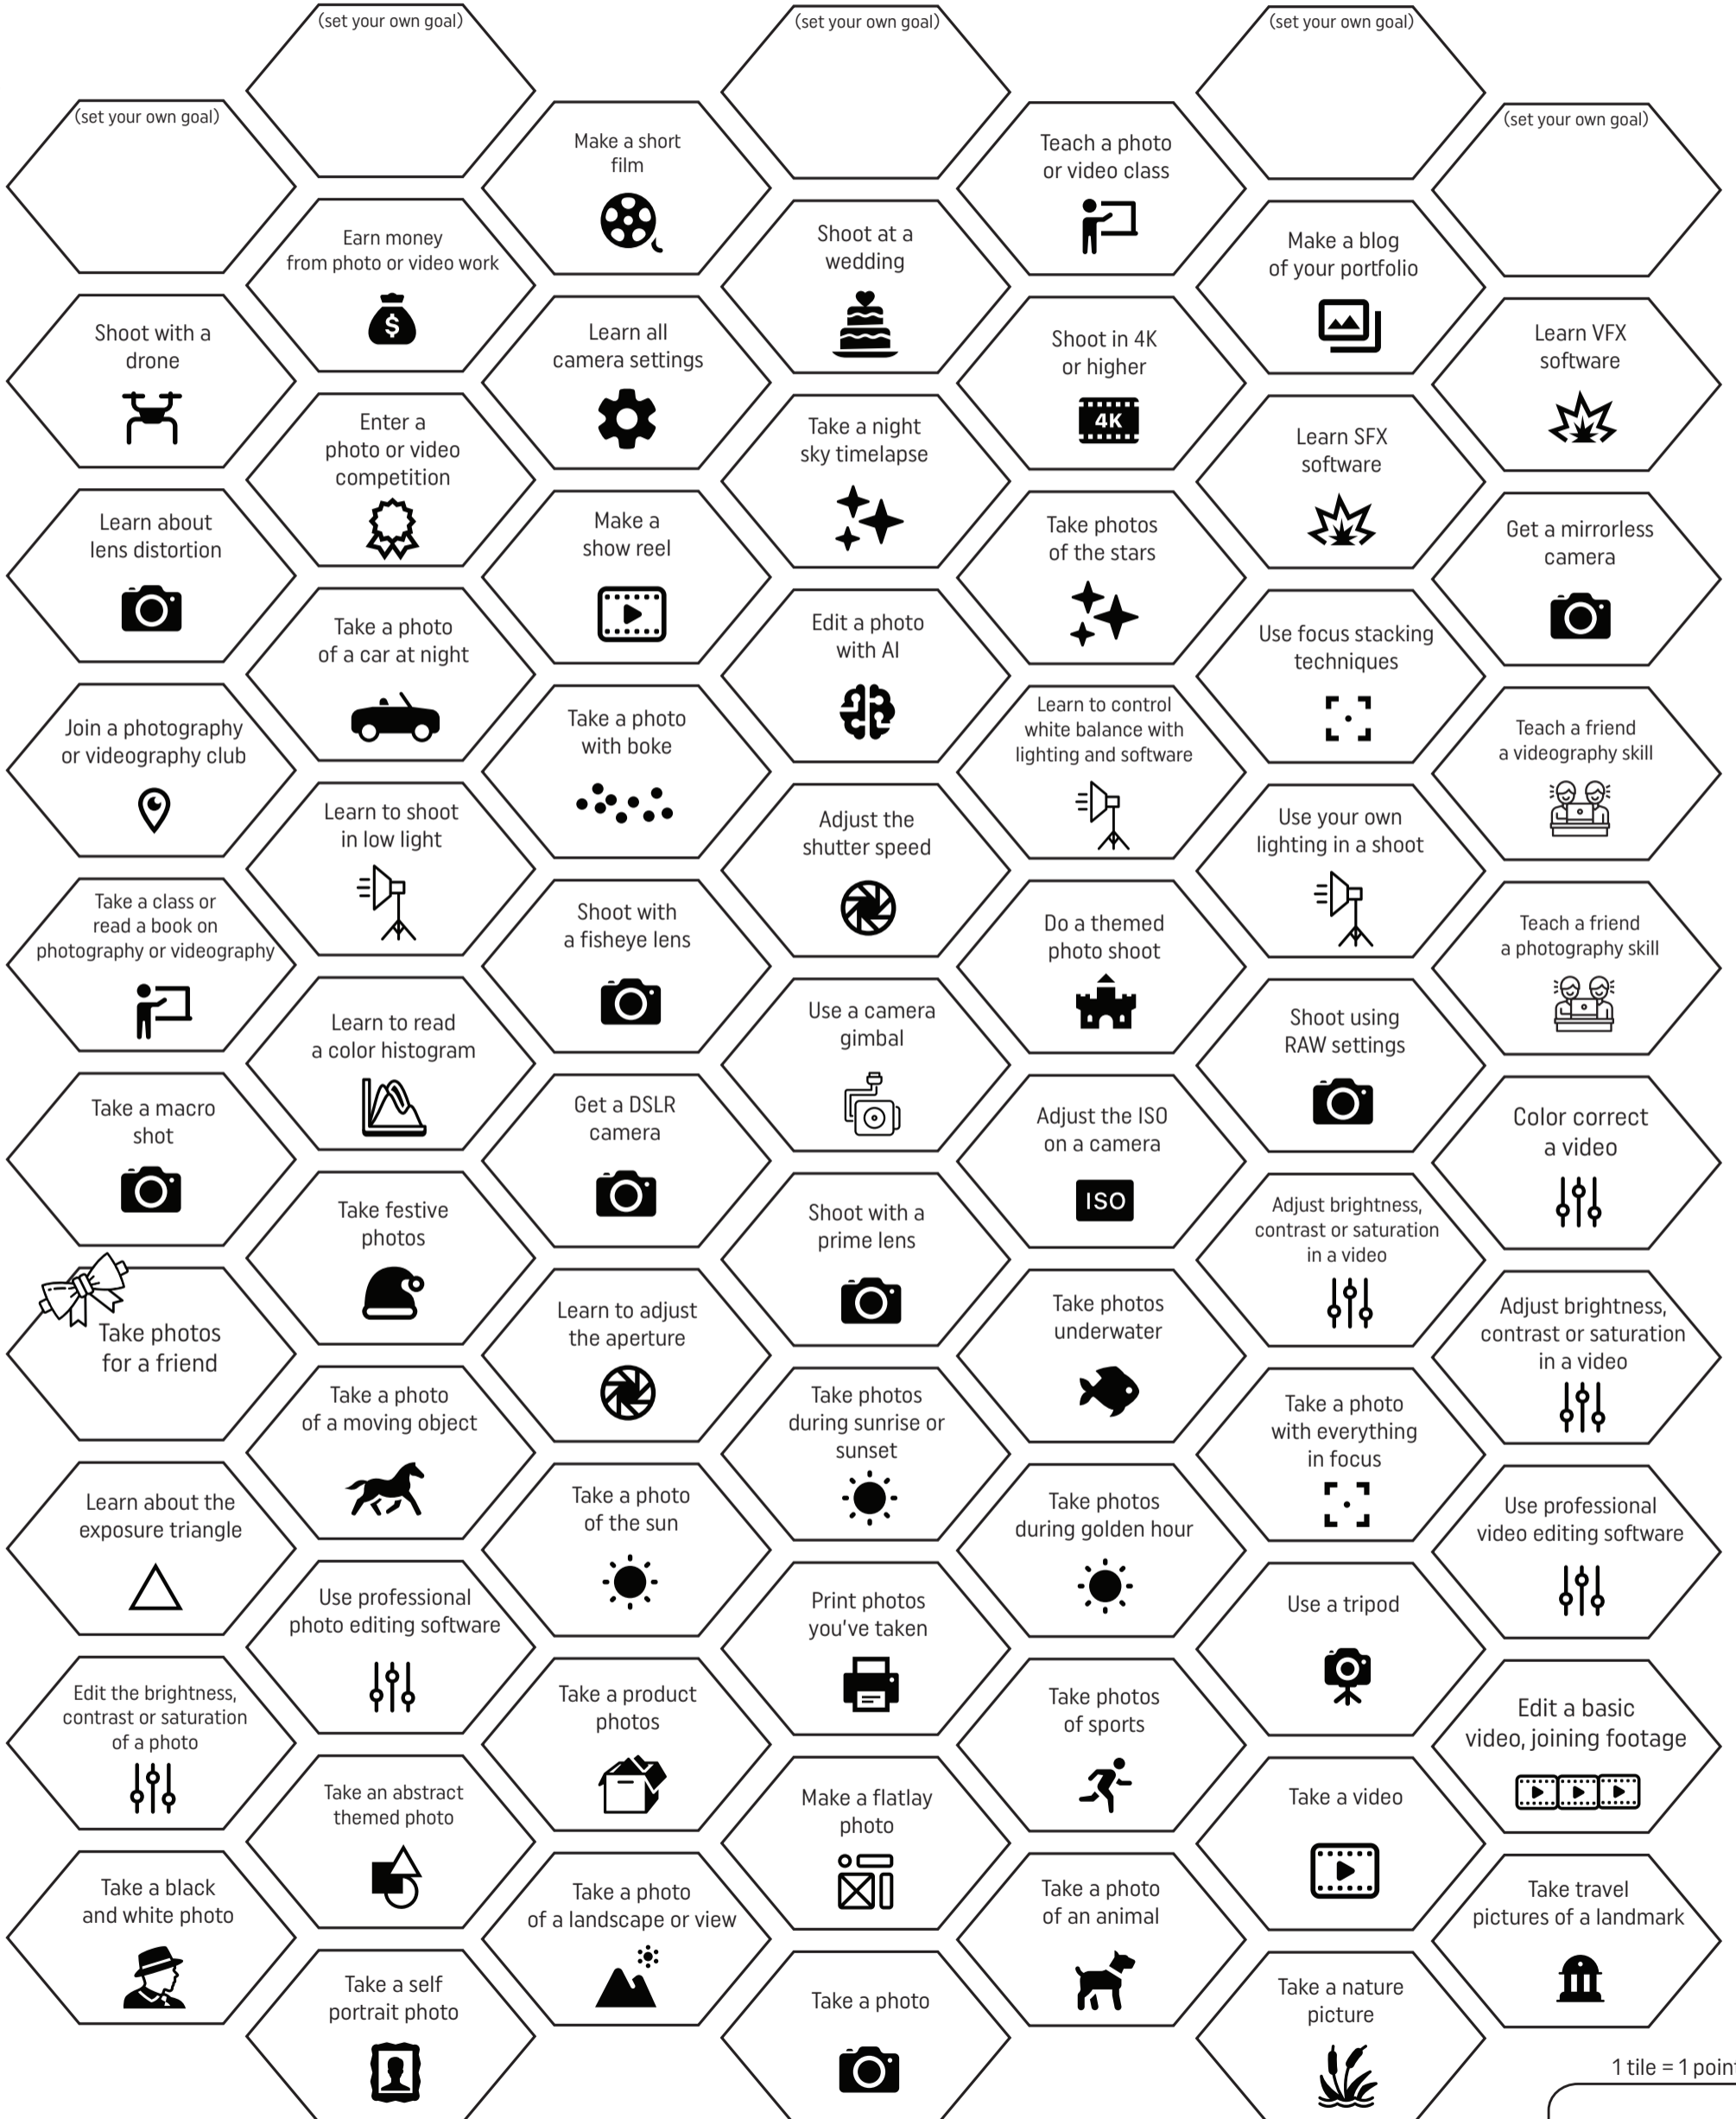 (set your own goal)
(set your own goal)
(set your own goal)
(set your own goal)
(set your own goal)
Make a short
film
Teach a photo
or video class
Earn money
from photo or video work
Shoot at a
wedding
Make a blog
of your portfolio
Shoot with a
drone
Learn all
camera settings
Shoot in 4K
or higher
4K
Learn VFX
software
Enter a
photo or video
competition
Take a night
sky timelapse
Learn SFX
software
Learn about
lens distortion
Make a
show reel
Take photos
of the stars
Get a mirrorless
camera
Take a photo
of a car at night
Edit a photo
with AI
Use focus stacking
techniques
Join a photography
or videography club
Take a photo
with boke
Learn to control
white balance with
lighting and software
Teach a friend
a videography skill
Learn to shoot
in low light
Adjust the
shutter speed
Use your own
lighting in a shoot
Take a class or
read a book on
photography or videography
Shoot with
a fisheye lens
Do a themed
photo shoot
Teach a friend
a photography skill
Learn to read
a color histogram
Use a camera
gimbal
Shoot using
RAW settings
Take a macro
shot
Get a DSLR
camera
Adjust the ISO
on a camera
ISO
Color correct
a video
Take festive
photos
Shoot with a
prime lens
Adjust brightness,
contrast or saturation
in a video
Take photos
for a friend
Learn to adjust
the aperture
Take photos
underwater
Adjust brightness,
contrast or saturation
in a video
Take a photo
of a moving object
Take photos
during sunrise or
sunset
Take a photo
with everything
in focus
Learn about the
exposure triangle
Take a photo
of the sun
Take photos
during golden hour
Use professional
video editing software
Use professional
photo editing software
Print photos
you've taken
Use a tripod
Edit the brightness,
contrast or saturation
of a photo
Take a product
photos
Take photos
of sports
Edit a basic
video, joining footage
Take an abstract
themed photo
Make a flatlay
photo
Take a video
Take a black
and white photo
Take a photo
of a landscape or view
Take a photo
of an animal
Take travel
pictures of a landmark
Take a self
portrait photo
Take a photo
Take a nature
picture
1 tile = 1 point